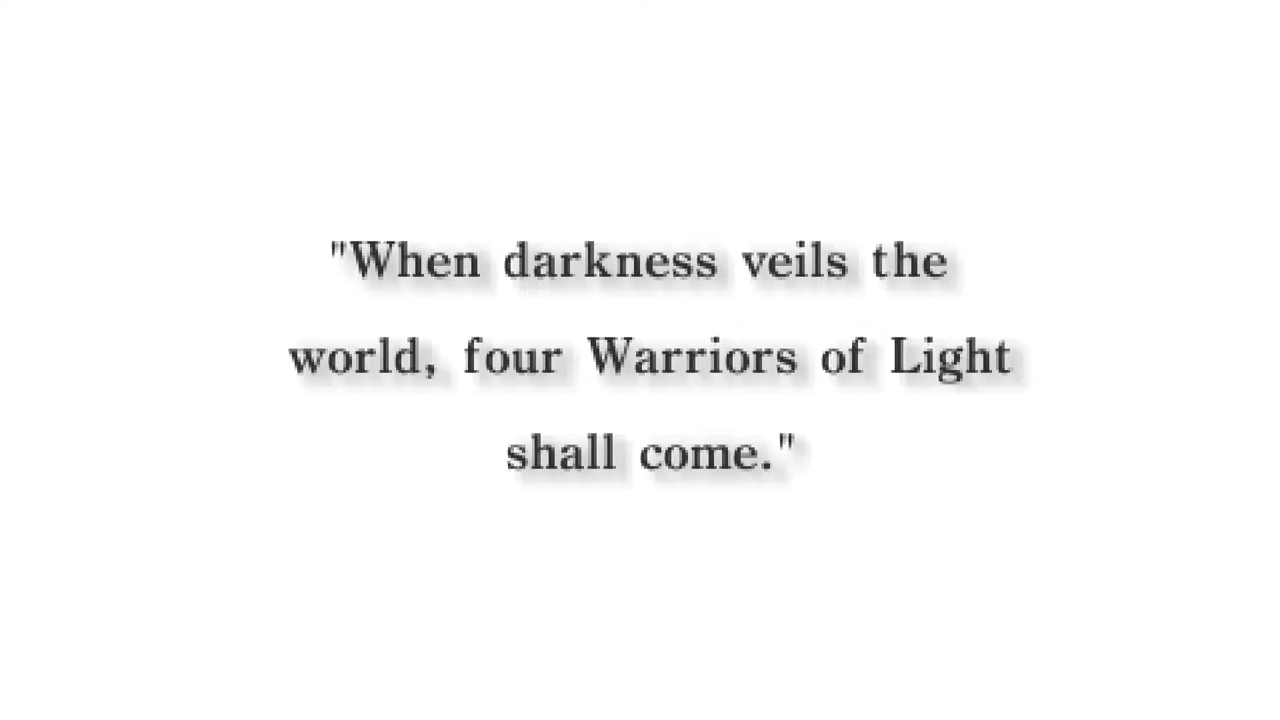 "When darkness veils the
world, four Warriors of Light
shall come."